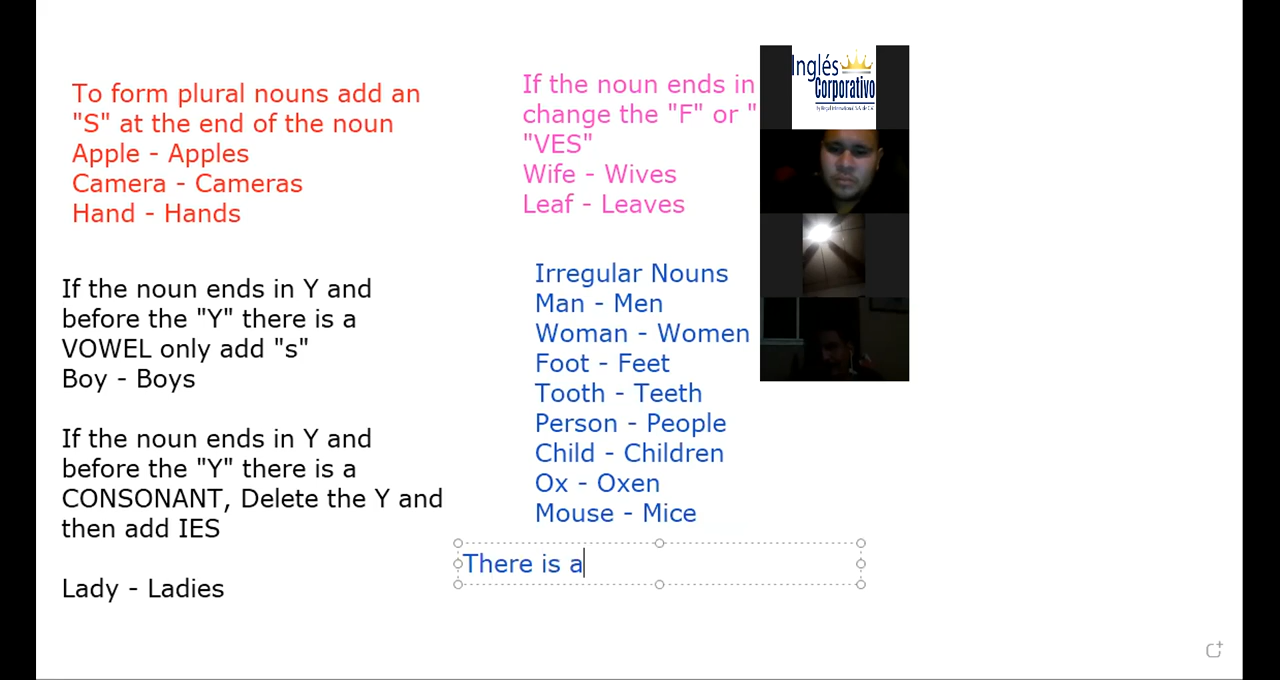 To form plural nouns add an
"S" at the end of the noun
Apple - Apples
Camera - Cameras
Hand - Hands
If the noun ends in Y and
before the "Y" there is a
VOWEL only add "s"
Boy - Boys
If the noun ends in Y and
before the "Y" there is a
CONSONANT, Delete the Y and
then add IES
Lady - Ladies
If the noun ends in
change the "F" or "
"VES"
Wife - Wives
Leaf - Leaves
Irregular Nouns
Man - Men
Woman - Women
Foot - Feet
Tooth - Teeth
Person - People
Child - Children
Ox - Oxen
Mouse - Mice
There is a
Inglés
Corporativo